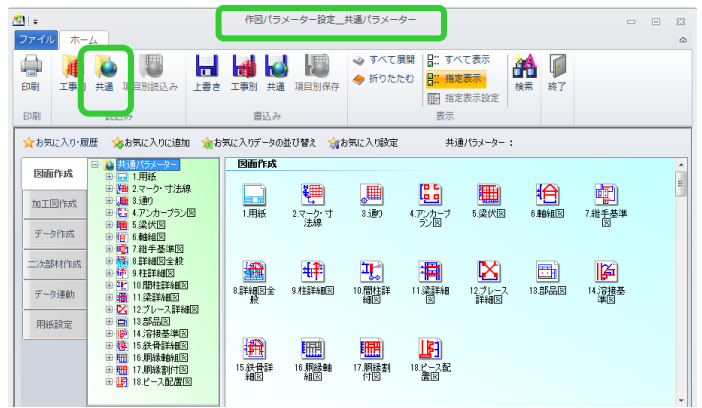 作図パラメーター設定__共通パラメーター
ファイル ホーム
印刷 工事別 共通 項目別読込み 上書き 工事別 共通 項目別保存 すべて展開 折りたたむ すべて表示 指定表示 指定表示設定 検索 終了
印刷 読込み 書込み 表示
お気に入り・履歴 お気に入りに追加 お気に入りデータの並び替え お気に入り設定 共通パラメーター：
図面作成
加工図作成
データ作成
二次部材作成
データ連動
用紙設定
共通パラメーター
1.用紙
2.マーク・寸法線
3.通り
4.アンカープラン図
5.梁伏図
6.軸組図
7.継手基準図
8.詳細図全般
9.柱詳細図
10.間柱詳細図
11.梁詳細図
12.ブレース詳細図
13.部品図
14.溶接基準図
15.鉄骨詳細図
16.胴縁軸組図
17.胴縁割付図
18.ピース配置図
図面作成
1.用紙
2.マーク・寸
法線
3.通り
4.アンカープ
ラン図
5.梁伏図
6.軸組図
7.継手基準
図
8.詳細図全
般
9.柱詳細図
10.間柱詳
細図
11.梁詳細
図
12.ブレース
詳細図
13.部品図
14.溶接基
準図
15.鉄骨詳
細図
16.胴縁軸
組図
17.胴縁割
付図
18.ピース配
置図